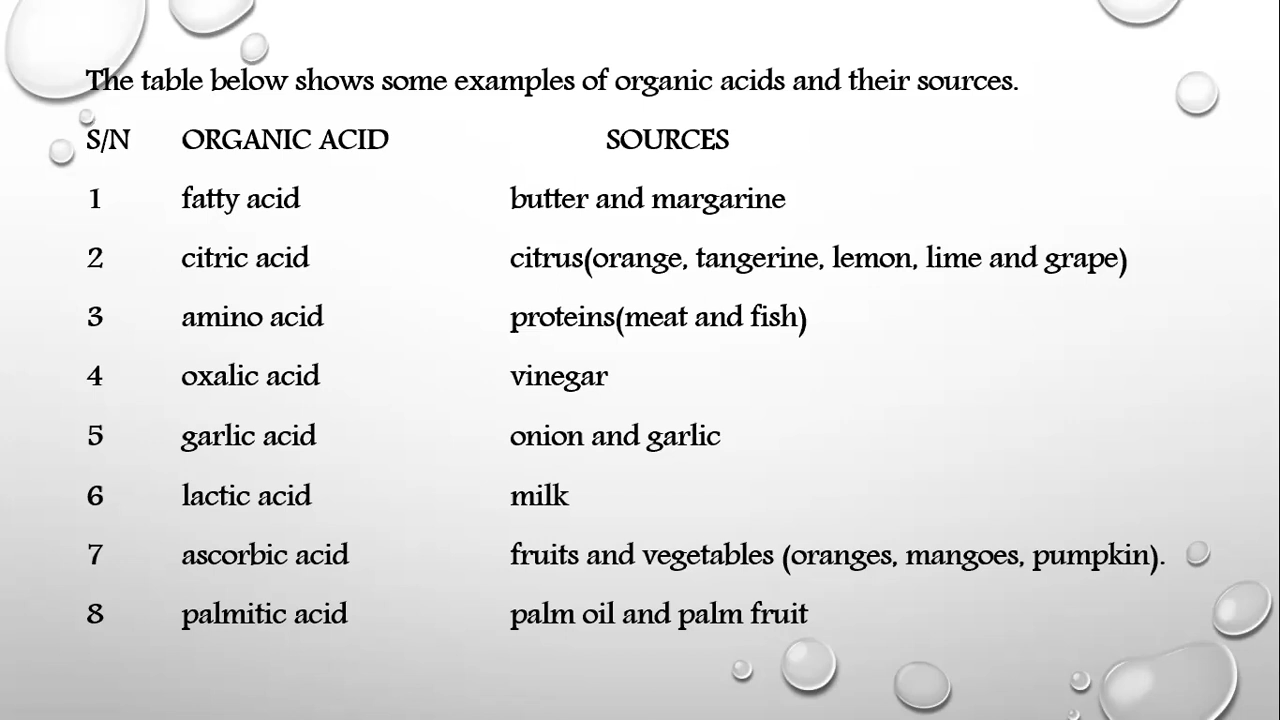 The table below shows some examples of organic acids and their sources.
S/N ORGANIC ACID SOURCES
1 fatty acid butter and margarine
2 citric acid citrus(orange, tangerine, lemon, lime and grape)
3 amino acid proteins(meat and fish)
4 oxalic acid vinegar
5 garlic acid onion and garlic
6 lactic acid milk
7 ascorbic acid fruits and vegetables (oranges, mangoes, pumpkin).
8 palmitic acid palm oil and palm fruit